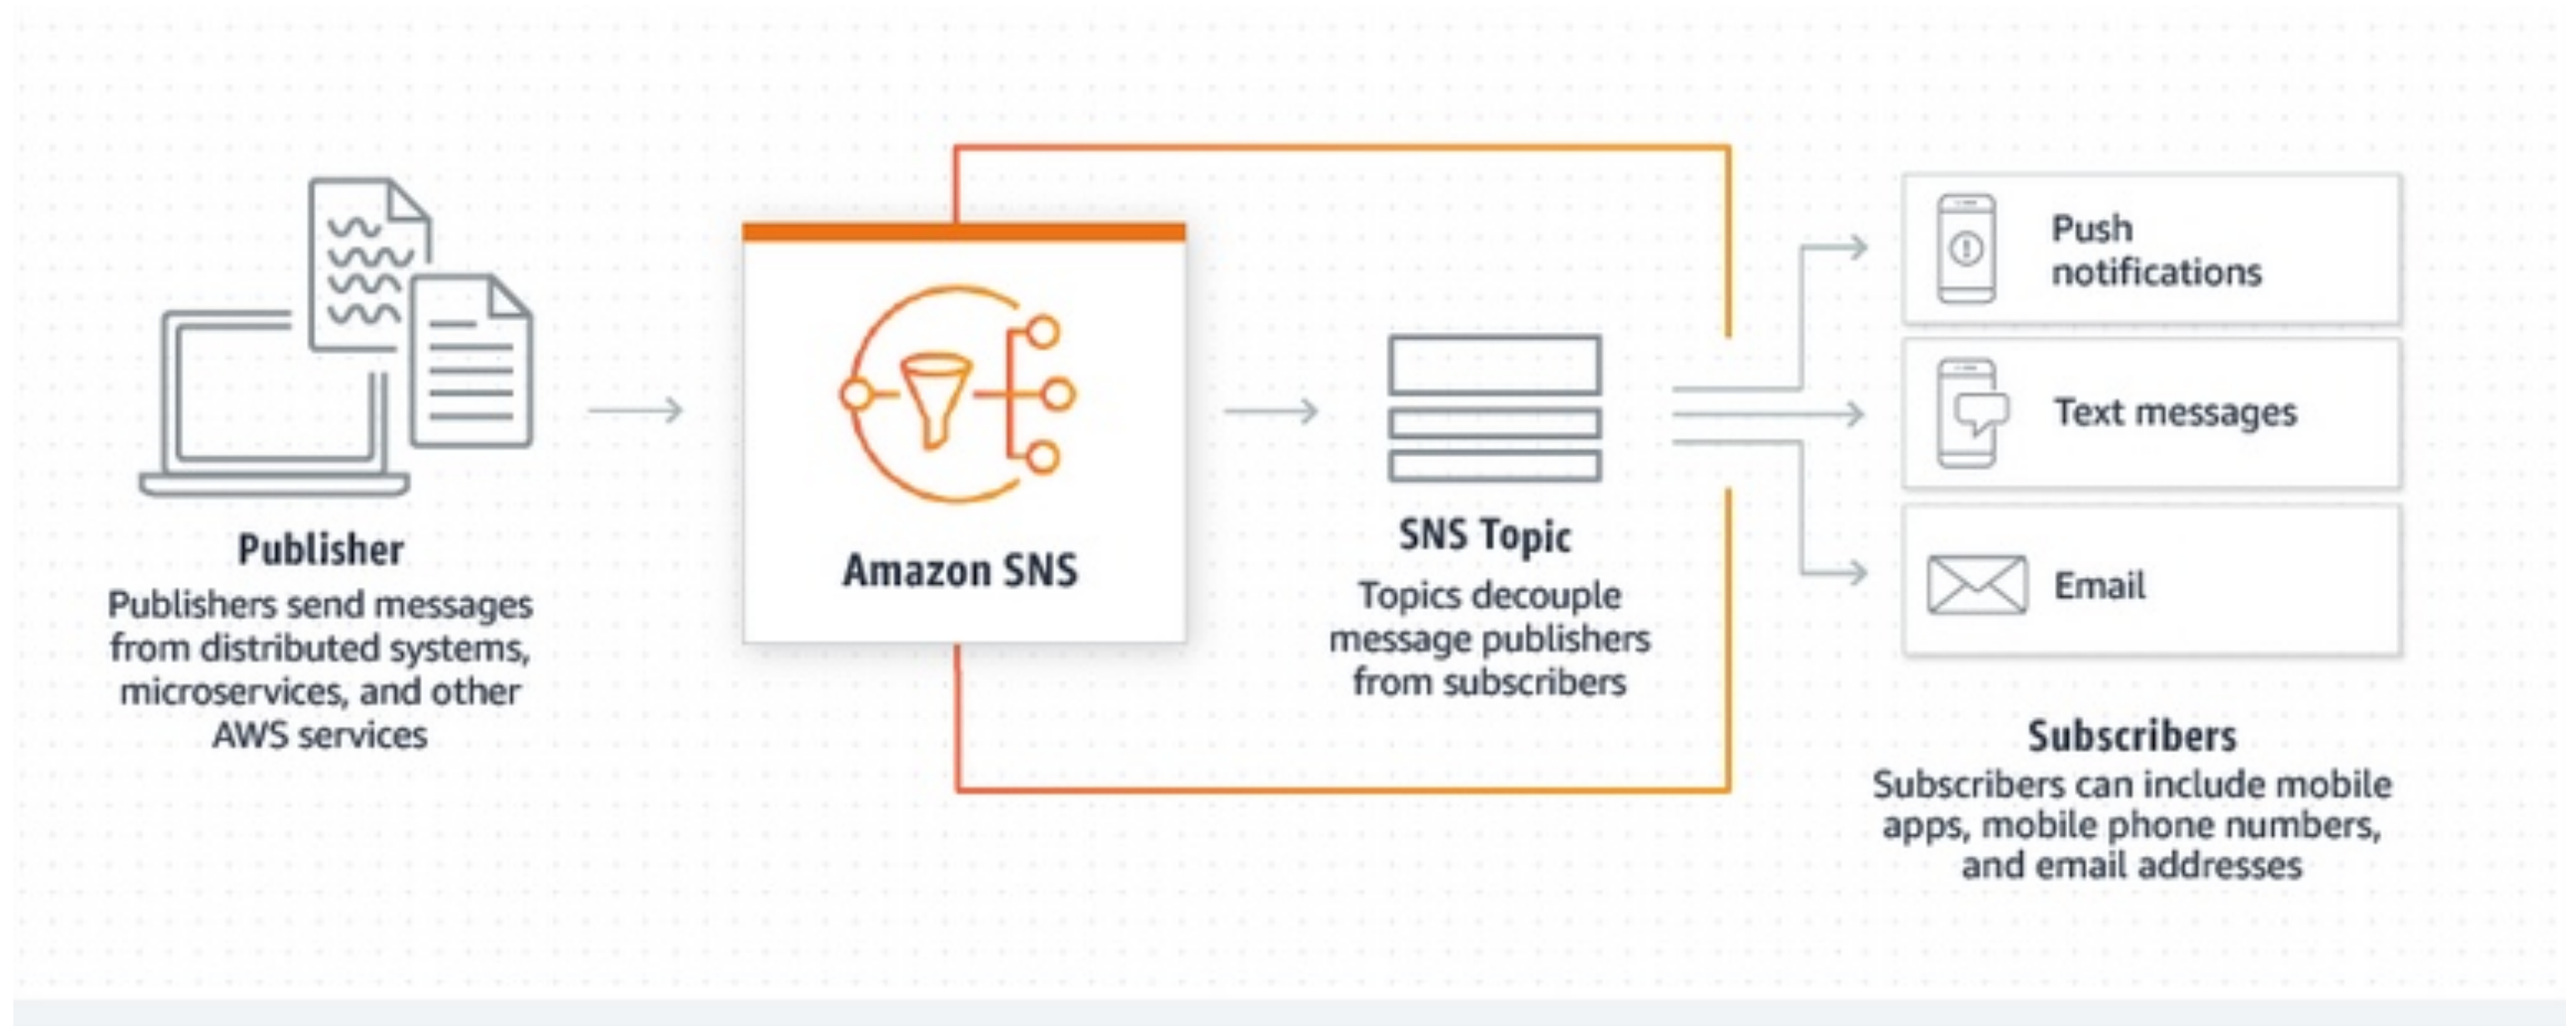 Publisher
Publishers send messages
from distributed systems,
microservices, and other
AWS services
Amazon SNS
SNS Topic
Topics decouple
message publishers
from subscribers
Push
notifications
Text messages
Email
Subscribers
Subscribers can include mobile
apps, mobile phone numbers,
and email addresses